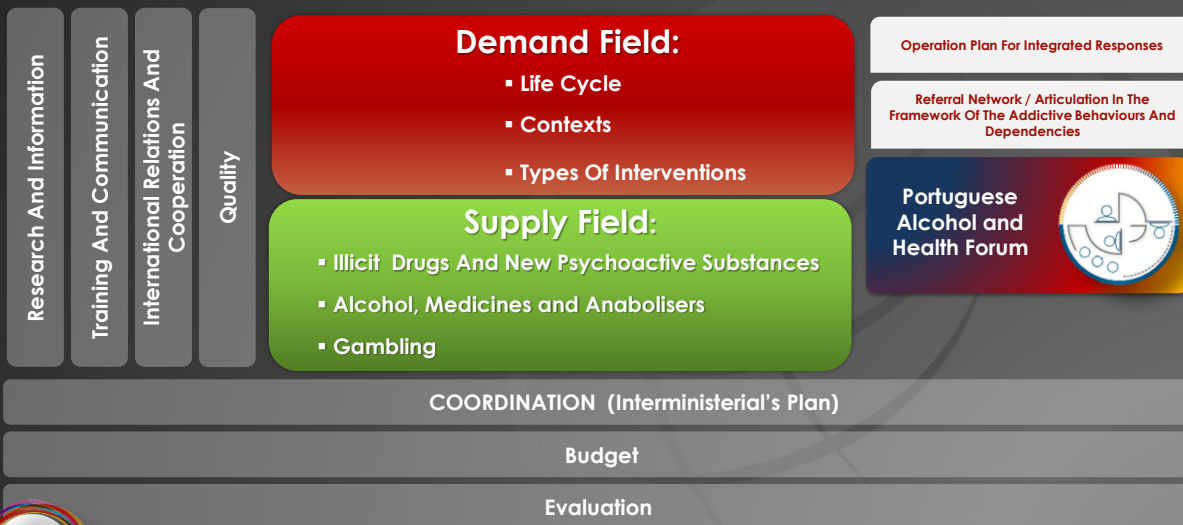 Research And Information
Training And Communication
International Relations And
Cooperation
Quality
Demand Field:
▪ Life Cycle
▪ Contexts
▪ Types Of Interventions
Supply Field:
▪ Illicit Drugs And New Psychoactive Substances
▪ Alcohol, Medicines and Anabolisers
▪ Gambling
Operation Plan For Integrated Responses
Referral Network / Articulation In The
Framework Of The Addictive Behaviours And
Dependencies
Portuguese
Alcohol and
Health Forum
COORDINATION (Interministerial's Plan)
Budget
Evaluation